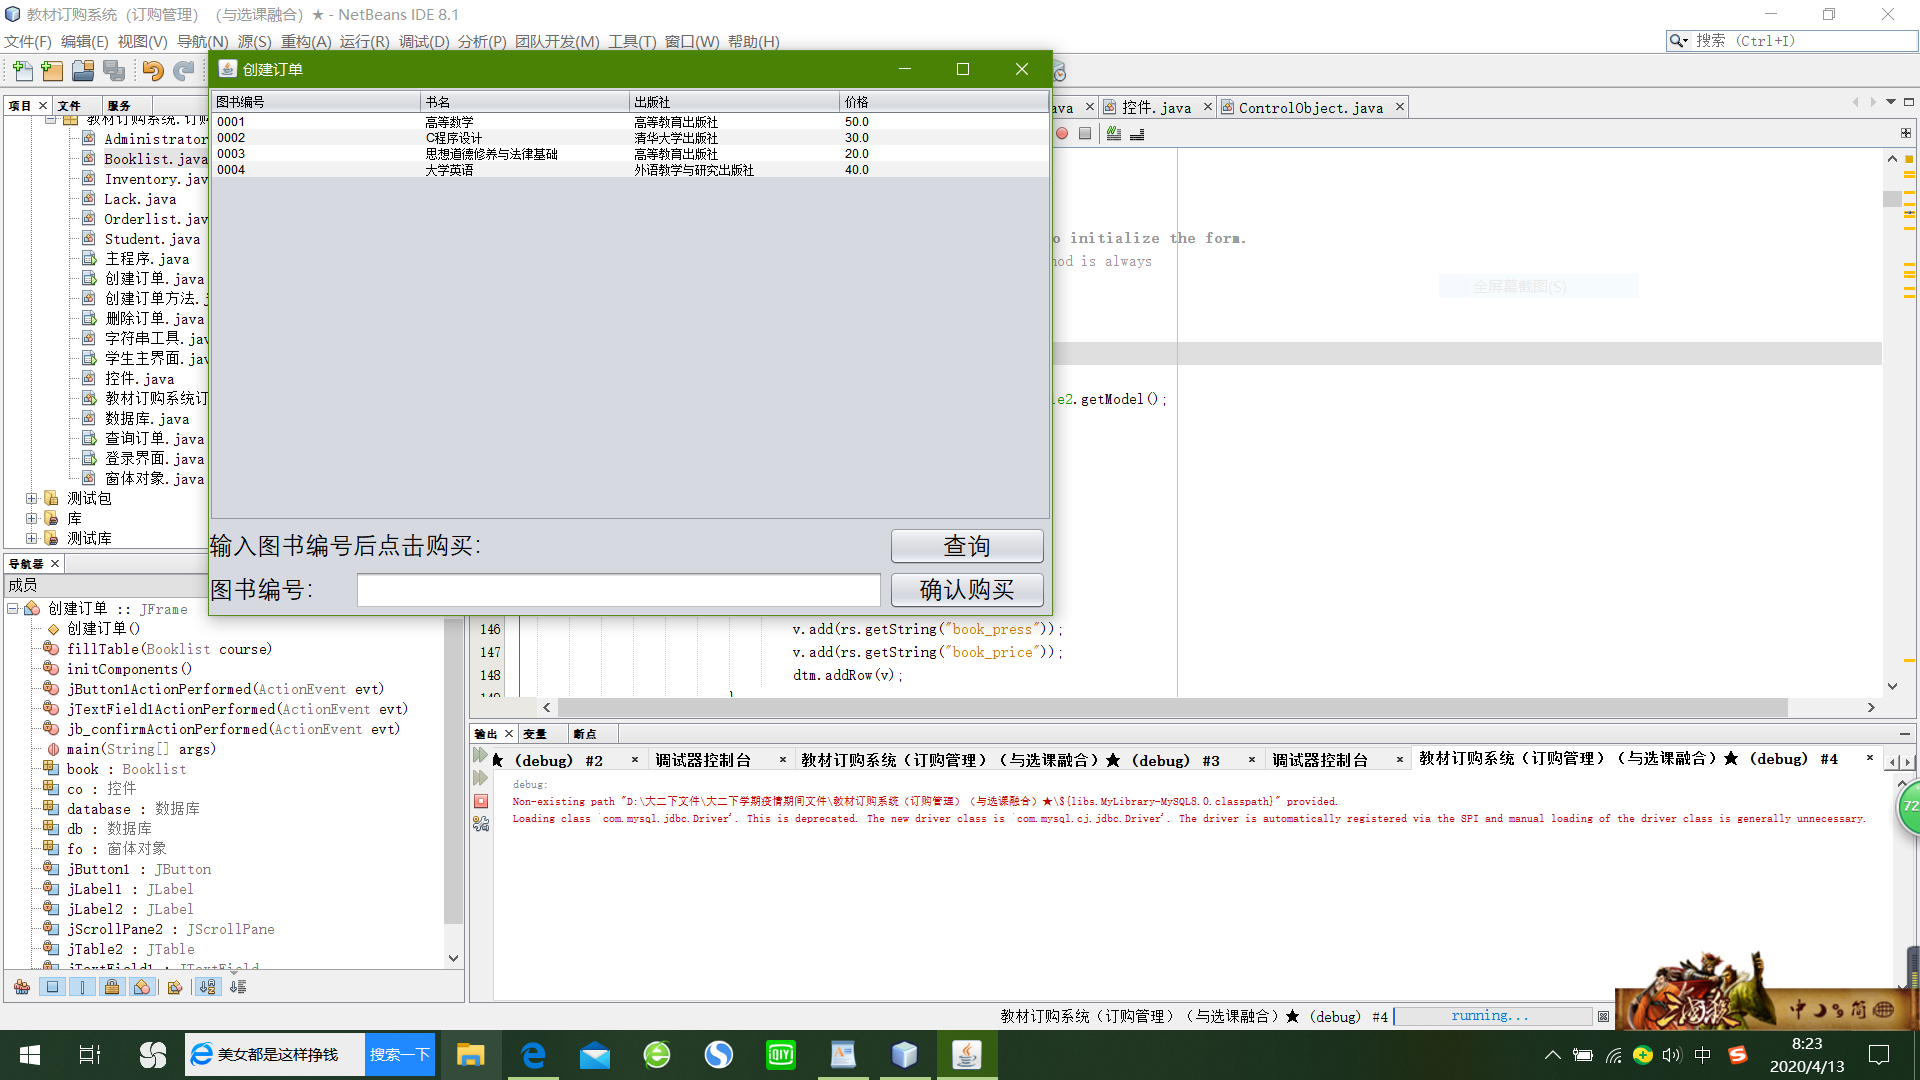 教材订购系统（订购管理）（与选课融合）★ - NetBeans IDE 8.1
文件(F) 编辑(E) 视图(V) 导航(N) 源(S) 重构(A) 运行(R) 调试(D) 分析(P) 团队开发(M) 工具(T) 窗口(W) 帮助(H)
搜索 (Ctrl+I)
创建订单
图书编号 书名 出版社 价格
0001 高等数学 高等教育出版社 50.0
0002 C程序设计 清华大学出版社 30.0
0003 思想道德修养与法律基础 高等教育出版社 20.0
0004 大学英语 外语教学与研究出版社 40.0
输入图书编号后点击购买：
查询
图书编号：
确认购买
项目 文件 服务
教材订购系统.订购
Administrator
Booklist.java
Inventory.jav
Lack.java
Orderlist.jav
Student.java
主程序.java
创建订单.java
创建订单方法.j
删除订单.java
字符串工具.jav
学生主界面.jav
控件.java
教材订购系统订
数据库.java
查询订单.java
登录界面.java
窗体对象.java
测试包
库
测试库
ava 控件.java ControlObject.java
o initialize the form.
hod is always
全屏幕截图(S)
le2.getModel();
146 v.add(rs.getString("book_press"));
147 v.add(rs.getString("book_price"));
148 dtm.addRow(v);
149 }
导航器
成员
创建订单 :: JFrame
创建订单()
fillTable(Booklist course)
initComponents()
jButton1ActionPerformed(ActionEvent evt)
jTextField1ActionPerformed(ActionEvent evt)
jb_confirmActionPerformed(ActionEvent evt)
main(String[] args)
book : Booklist
co : 控件
database : 数据库
db : 数据库
fo : 窗体对象
jButton1 : JButton
jLabel1 : JLabel
jLabel2 : JLabel
jScrollPane2 : JScrollPane
jTable2 : JTable
jTextField1 : JTextField
输出 变量 断点
★ (debug) #2 调试器控制台 教材订购系统（订购管理）（与选课融合）★ (debug) #3 调试器控制台 教材订购系统（订购管理）（与选课融合）★ (debug) #4
debug:
Non-existing path "D:\大二下文件\大二下学期疫情期间文件\教材订购系统（订购管理）（与选课融合）★\${libs.MyLibrary-MySQL8.0.classpath}" provided.
Loading class `com.mysql.jdbc.Driver'. This is deprecated. The new driver class is `com.mysql.cj.jdbc.Driver'. The driver is automatically registered via the SPI and manual loading of the driver class is generally unnecessary.
72
教材订购系统（订购管理）（与选课融合）★ (debug) #4 running...
三国杀
中 简
美女都是这样挣钱 搜索一下
DIY
中
8:23
2020/4/13